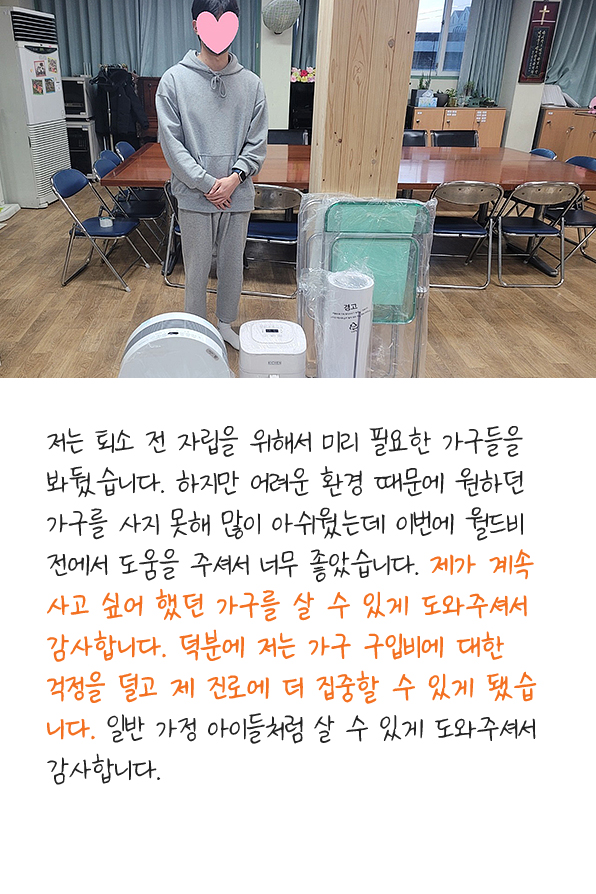 경고
저는 퇴소 전 자립을 위해서 미리 필요한 가구들을
봐뒀습니다. 하지만 어려운 환경 때문에 원하던
가구를 사지 못해 많이 아쉬웠는데 이번에 월드비
전에서 도움을 주셔서 너무 좋았습니다. 제가 계속
사고 싶어 했던 가구를 살 수 있게 도와주셔서
감사합니다. 덕분에 저는 가구 구입비에 대한
걱정을 덜고 제 진로에 더 집중할 수 있게 됐습
니다. 일반 가정 아이들처럼 살 수 있게 도와주셔서
감사합니다.